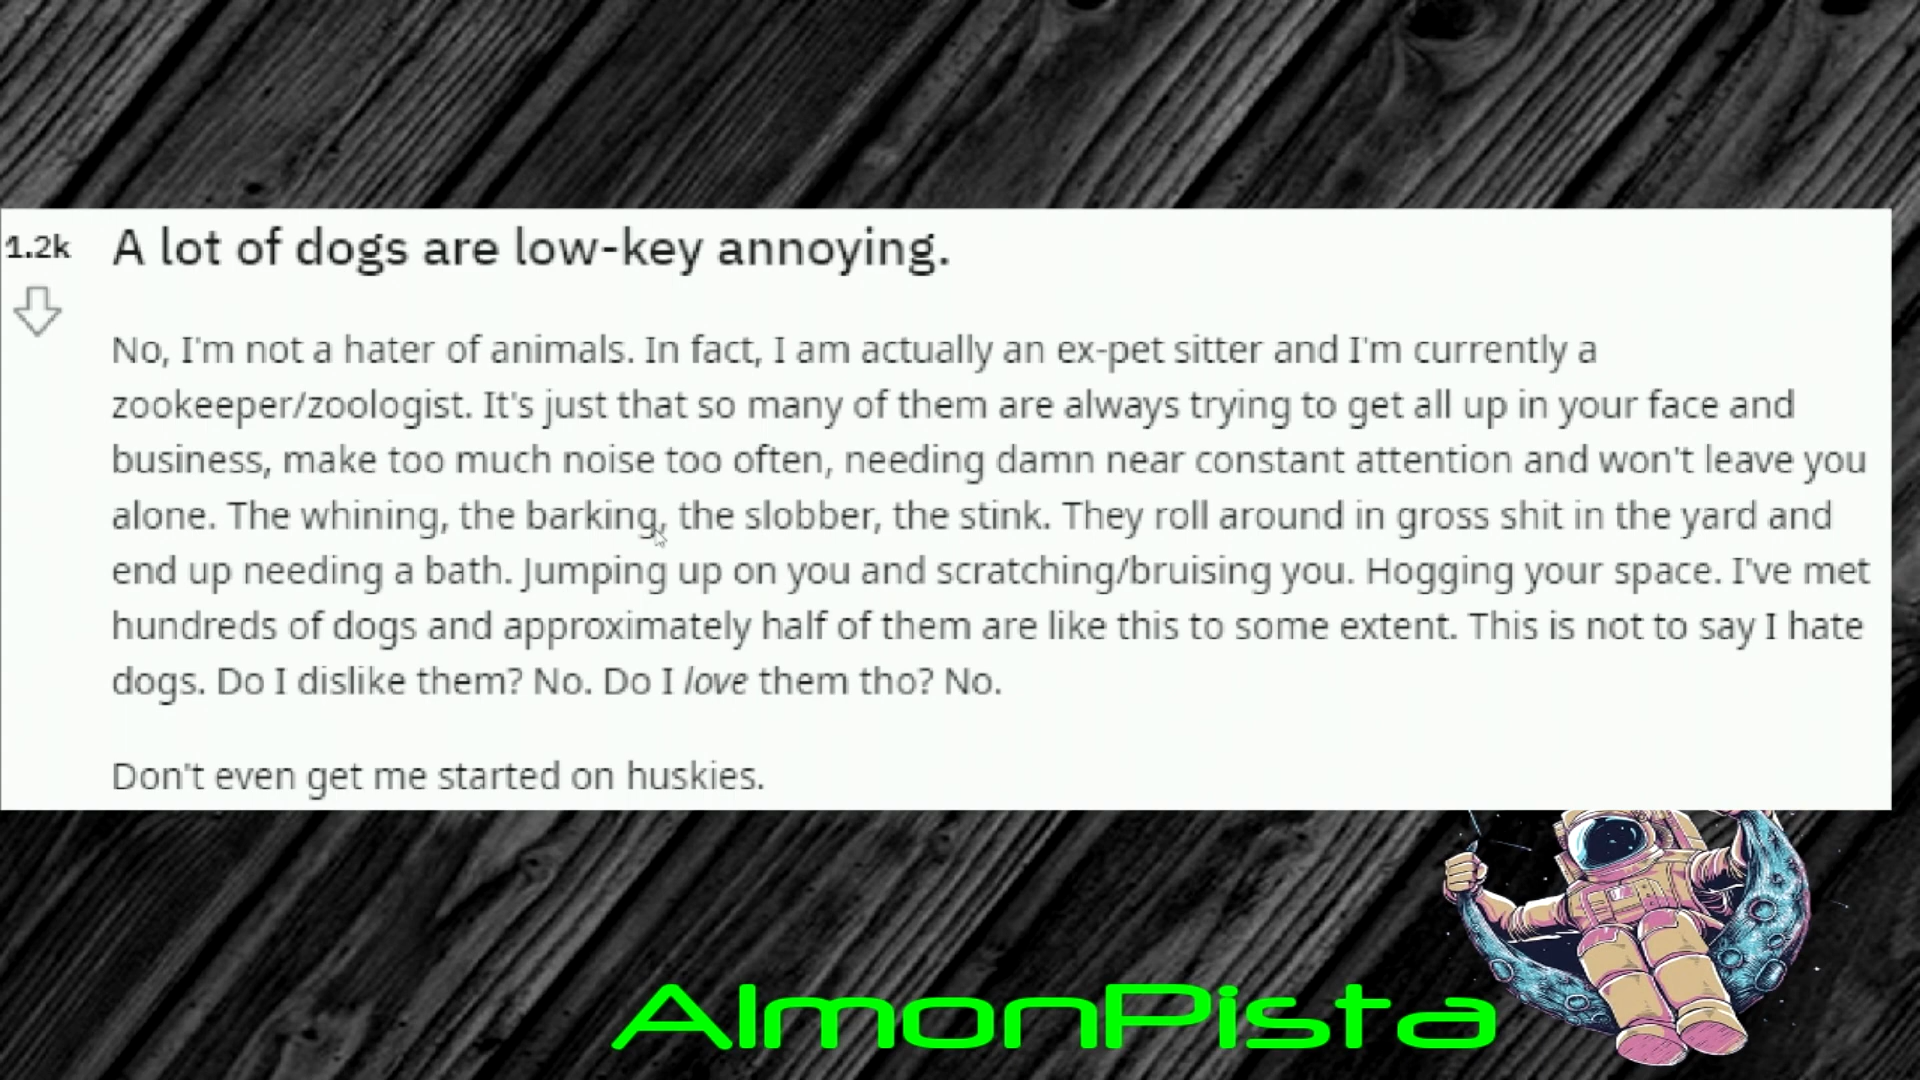 1.2k
A lot of dogs are low-key annoying.
No, I'm not a hater of animals. In fact, I am actually an ex-pet sitter and I'm currently a
zookeeper/zoologist. It's just that so many of them are always trying to get all up in your face and
business, make too much noise too often, needing damn near constant attention and won't leave you
alone. The whining, the barking, the slobber, the stink. They roll around in gross shit in the yard and
end up needing a bath. Jumping up on you and scratching/bruising you. Hogging your space. I've met
hundreds of dogs and approximately half of them are like this to some extent. This is not to say I hate
dogs. Do I dislike them? No. Do I love them tho? No.
Don't even get me started on huskies.
AlmonPista